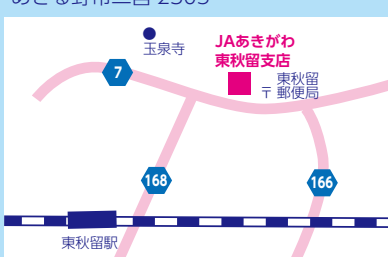 あきる野市二宮 2303
玉泉寺
JAあきがわ
東秋留支店
7
東秋留
〒 郵便局
168
166
東秋留駅